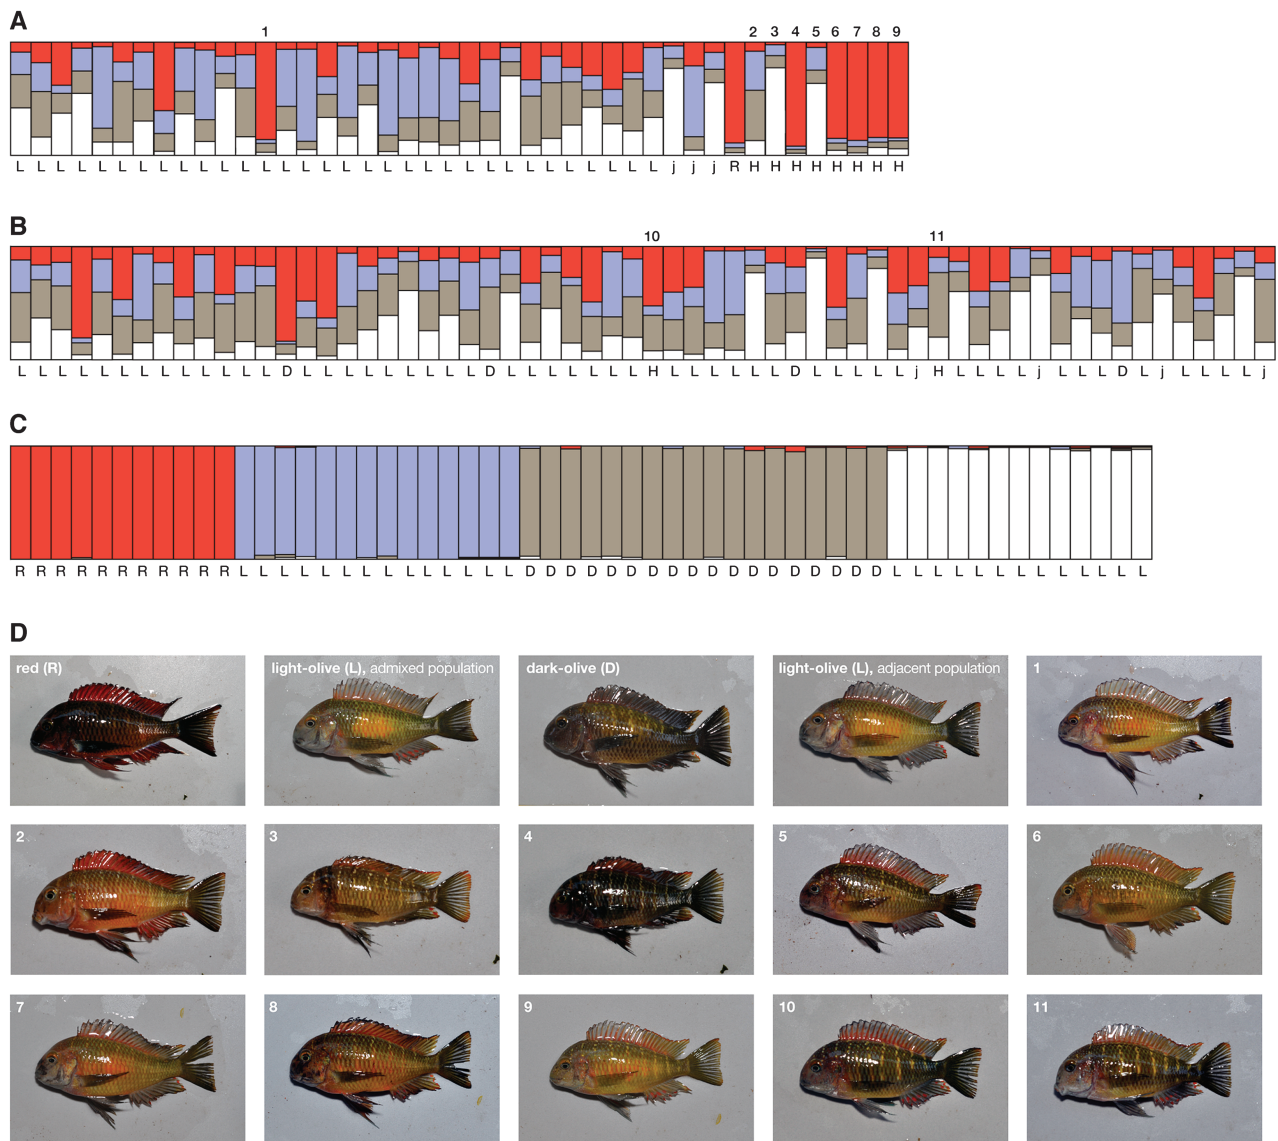 A
1 2 3 4 5 6 7 8 9
L L L L L L L L L L L L L L L L L L L L L L L L L L L L L L L L j j j R H H H H H H H H
B
10 11
L L L L L L L L L L L L L D L L L L L L L L L D L L L L L L L H L L L L L L D L L L L L j H L L L L j L L L D L j L L L L j
C
R R R R R R R R R R R L L L L L L L L L L L L L L D D D D D D D D D D D D D D D D D D L L L L L L L L L L L L L
D
red (R)
light-olive (L), admixed population
dark-olive (D)
light-olive (L), adjacent population
1
2
3
4
5
6
7
8
9
10
11